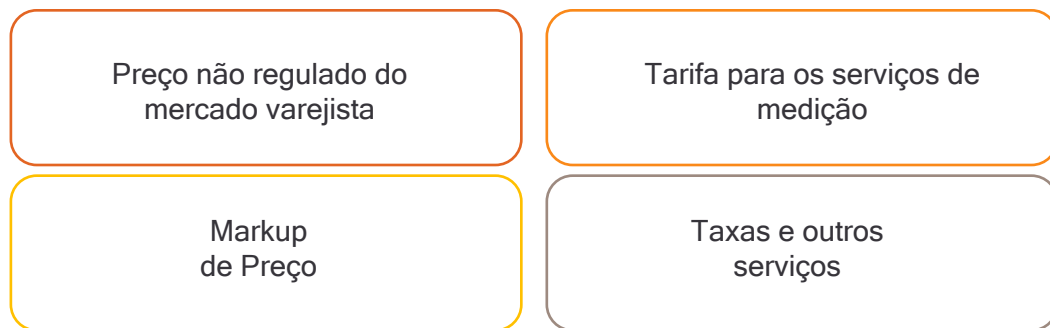 Preço não regulado do
mercado varejista
Tarifa para os serviços de
medição
Markup
de Preço
Taxas e outros
serviços